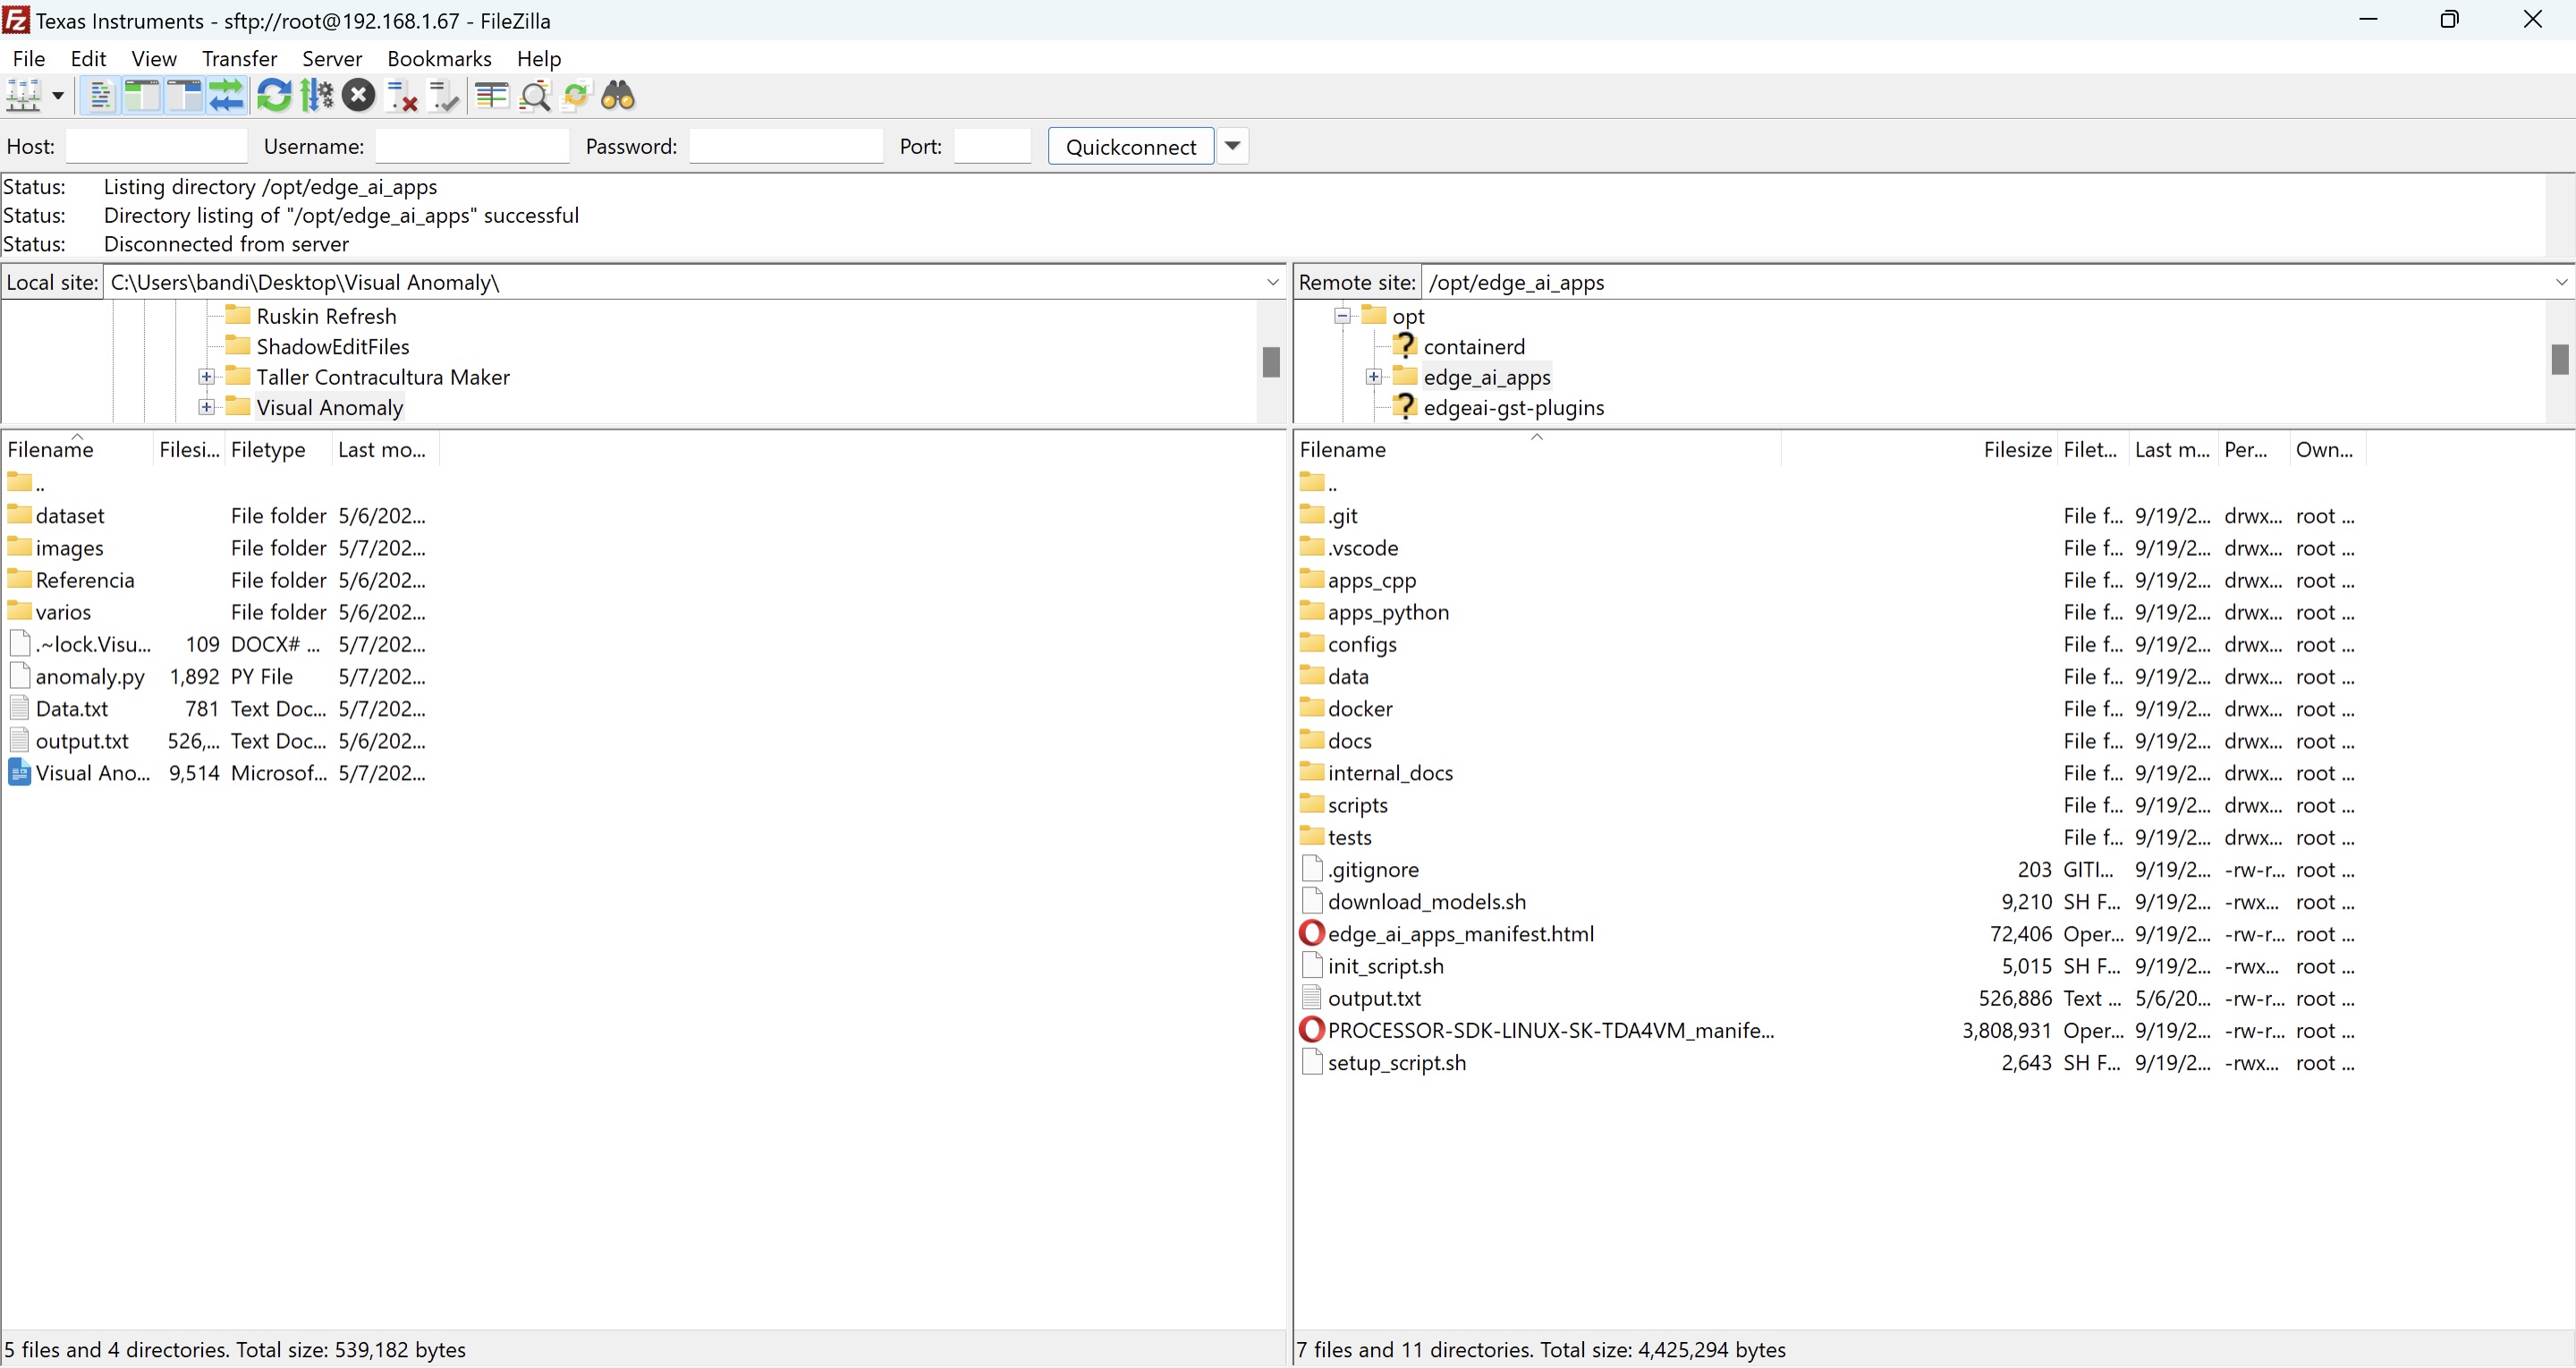 Texas Instruments - sftp://root@192.168.1.67 - FileZilla
File Edit View Transfer Server Bookmarks Help
Host: Username: Password: Port: Quickconnect
Status: Listing directory /opt/edge_ai_apps
Status: Directory listing of "/opt/edge_ai_apps" successful
Status: Disconnected from server
Local site: C:\Users\bandi\Desktop\Visual Anomaly\
Ruskin Refresh
ShadowEditFiles
Taller Contracultura Maker
Visual Anomaly
Filename Filesi... Filetype Last mo...
..
dataset File folder 5/6/202...
images File folder 5/7/202...
Referencia File folder 5/6/202...
varios File folder 5/6/202...
.~lock.Visu... 109 DOCX# ... 5/7/202...
anomaly.py 1,892 PY File 5/7/202...
Data.txt 781 Text Doc... 5/7/202...
output.txt 526,... Text Doc... 5/6/202...
Visual Ano... 9,514 Microsof... 5/7/202...
5 files and 4 directories. Total size: 539,182 bytes
Remote site: /opt/edge_ai_apps
opt
containerd
edge_ai_apps
edgeai-gst-plugins
Filename Filesize Filet... Last m... Per... Own...
..
.git File f... 9/19/2... drwx... root ...
.vscode File f... 9/19/2... drwx... root ...
apps_cpp File f... 9/19/2... drwx... root ...
apps_python File f... 9/19/2... drwx... root ...
configs File f... 9/19/2... drwx... root ...
data File f... 9/19/2... drwx... root ...
docker File f... 9/19/2... drwx... root ...
docs File f... 9/19/2... drwx... root ...
internal_docs File f... 9/19/2... drwx... root ...
scripts File f... 9/19/2... drwx... root ...
tests File f... 9/19/2... drwx... root ...
.gitignore 203 GITI... 9/19/2... -rw-r... root ...
download_models.sh 9,210 SH F... 9/19/2... -rwx... root ...
edge_ai_apps_manifest.html 72,406 Oper... 9/19/2... -rw-r... root ...
init_script.sh 5,015 SH F... 9/19/2... -rwx... root ...
output.txt 526,886 Text ... 5/6/20... -rw-r... root ...
PROCESSOR-SDK-LINUX-SK-TDA4VM_manife... 3,808,931 Oper... 9/19/2... -rw-r... root ...
setup_script.sh 2,643 SH F... 9/19/2... -rwx... root ...
7 files and 11 directories. Total size: 4,425,294 bytes